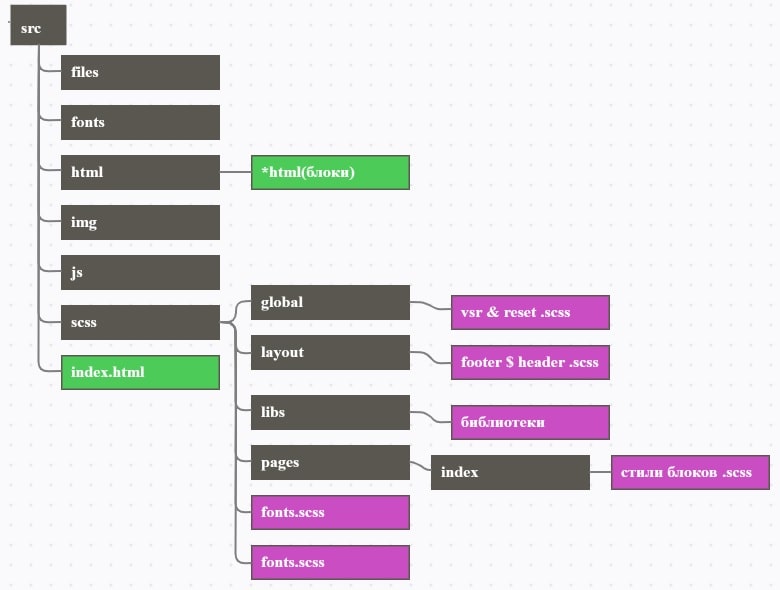 src
files
fonts
html
*html(блоки)
img
js
scss
index.html
global
vsr & reset .scss
layout
footer $ header .scss
libs
библиотеки
pages
index
стили блоков .scss
fonts.scss
fonts.scss